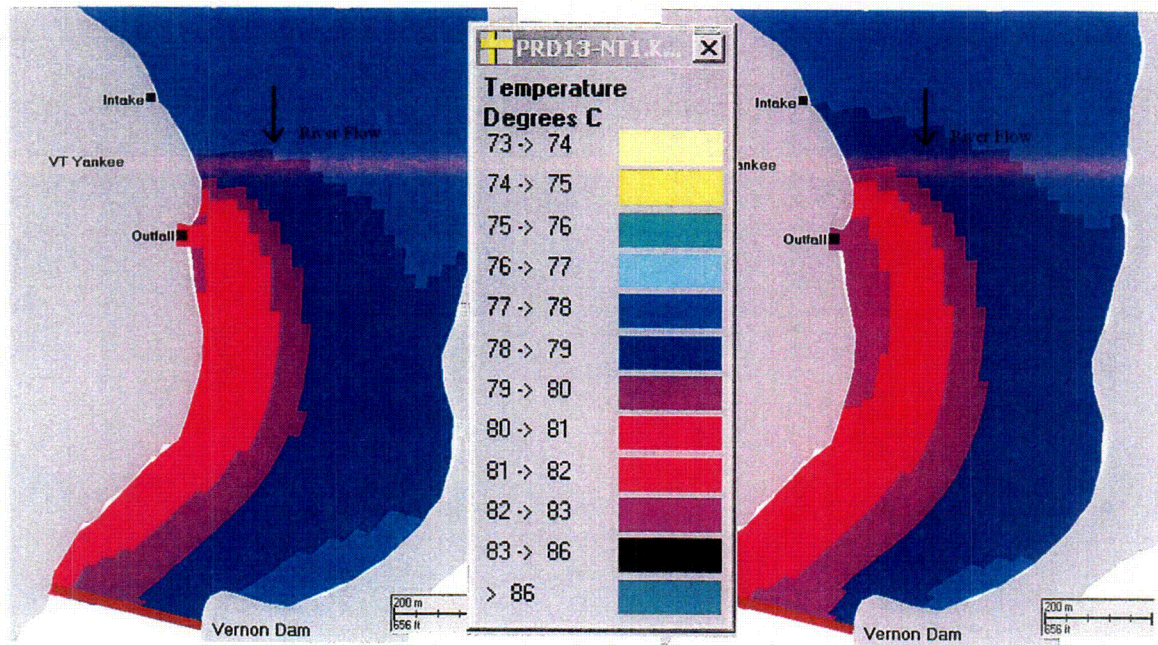 Intake
River Flow
VT Yankee
Outfall
200 m
656 ft
Vernon Dam
PRD13-NT1.K...
Temperature
Degrees C
73 -> 74
74 -> 75
75 -> 76
76 -> 77
77 -> 78
78 -> 79
79 -> 80
80 -> 81
81 -> 82
82 -> 83
83 -> 86
> 86
Intake
River Flow
ankee
Outfall
200 m
656 ft
Vernon Dam